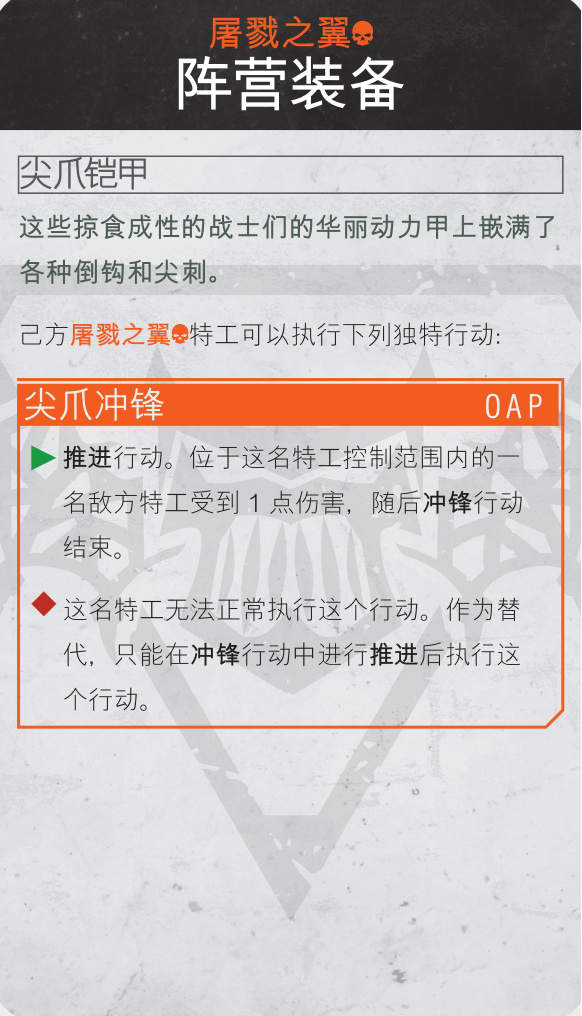 屠戮之翼
阵营装备
尖爪铠甲
这些掠食成性的战士们的华丽动力甲上嵌满了
各种倒钩和尖刺。
己方屠戮之翼特工可以执行下列独特行动:
尖爪冲锋 0AP
推进行动。位于这名特工控制范围内的一
名敌方特工受到 1 点伤害，随后冲锋行动
结束。
这名特工无法正常执行这个行动。作为替
代，只能在冲锋行动中进行推进后执行这
个行动。